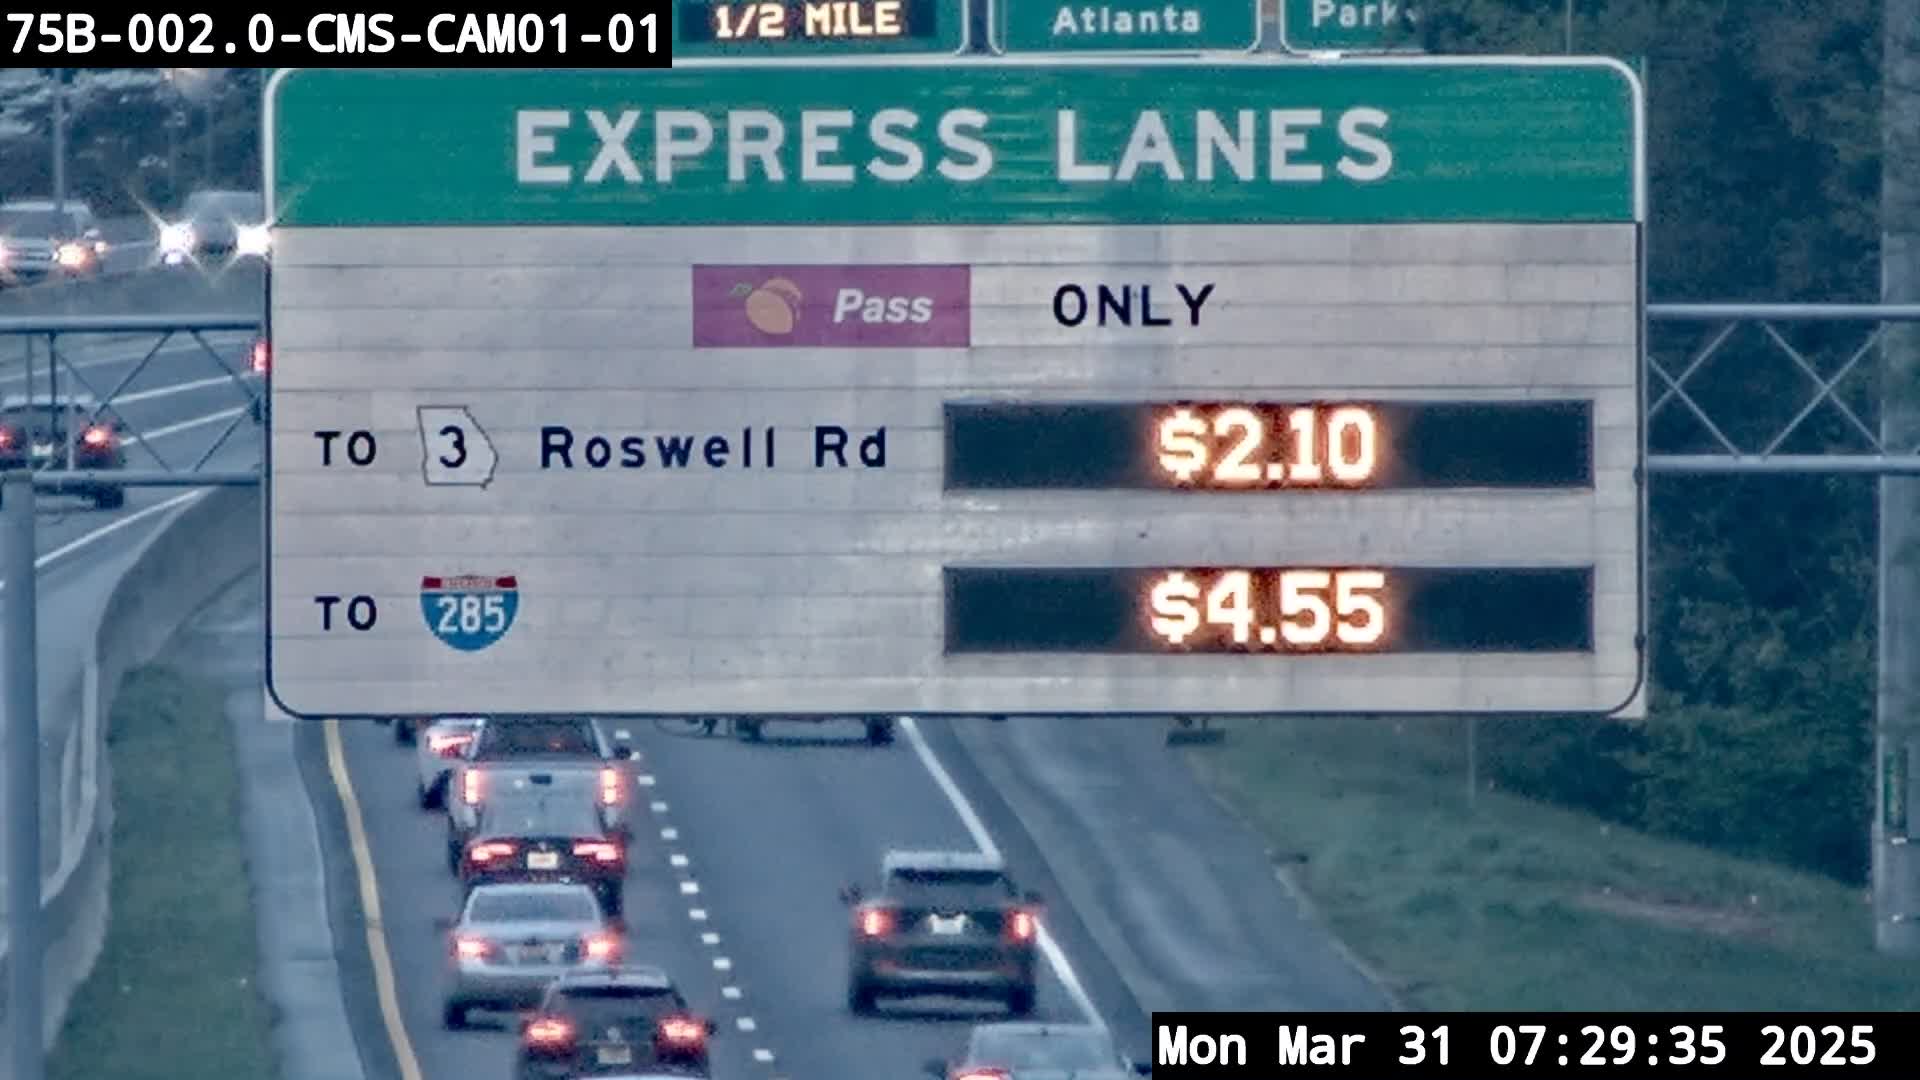 75B-002.0-CMS-CAM01-01
1/2 MILE
Atlanta
Park
EXPRESS LANES
Pass ONLY
TO 3 Roswell Rd $2.10
TO 285 $4.55
Mon Mar 31 07:29:35 2025